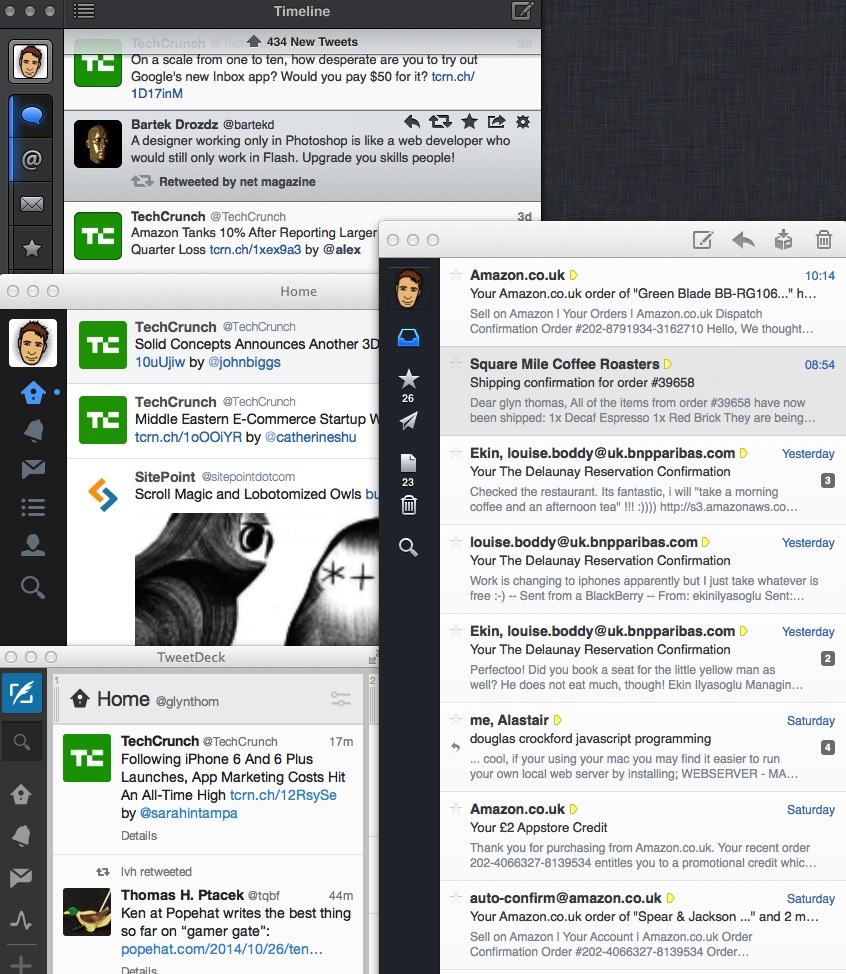 Timeline
434 New Tweets
TechCrunch
3d
On a scale from one to ten, how desperate are you to try out
Google's new Inbox app? Would you pay $50 for it? tcrn.ch/
1D17inM
Bartek Drozdz @bartekd
A designer working only in Photoshop is like a web developer who
would still only work in Flash. Upgrade you skills people!
Retweeted by net magazine
TechCrunch @TechCrunch 3d
Amazon Tanks 10% After Reporting Larger
Quarter Loss tcrn.ch/1xex9a3 by @alex
Home
TechCrunch @TechCrunch
Solid Concepts Announces Another 3D
10uUjiw by @johnbiggs
TechCrunch @TechCrunch
Middle Eastern E-Commerce Startup W
tcrn.ch/1oOOiYR by @catherineshu
SitePoint @sitepointdotcom
Scroll Magic and Lobotomized Owls bu
TweetDeck
1
2
Home @glynthom
TechCrunch @TechCrunch 17m
Following iPhone 6 And 6 Plus
Launches, App Marketing Costs Hit
An All-Time High tcrn.ch/12RsySe
by @sarahintampa
Details
lvh retweeted
Thomas H. Ptacek @tqbf 44m
Ken at Popehat writes the best thing
so far on “gamer gate”:
popehat.com/2014/10/26/ten…
Details
26
23
Amazon.co.uk 10:14
Your Amazon.co.uk order of "Green Blade BB-RG106..." h…
Sell on Amazon | Your Orders | Amazon.co.uk Dispatch
Confirmation Order #202-8791934-3162710 Hello, We thought…
Square Mile Coffee Roasters 08:54
Shipping confirmation for order #39658
Dear glyn thomas, All of the items from order #39658 have now
been shipped: 1x Decaf Espresso 1x Red Brick They are being…
Ekin, louise.boddy@uk.bnpparibas.com Yesterday
Your The Delaunay Reservation Confirmation
3
Checked the restaurant. Its fantastic, i will "take a morning
coffee and an afternoon tea" !!! :)))) http://s3.amazonaws.co…
louise.boddy@uk.bnpparibas.com Yesterday
Your The Delaunay Reservation Confirmation
Work is changing to iphones apparently but I just take whatever is
free :-) -- Sent from a BlackBerry -- From: ekinilyasoglu Sent:…
Ekin, louise.boddy@uk.bnpparibas.com Yesterday
Your The Delaunay Reservation Confirmation
2
Perfectoo! Did you book a seat for the little yellow man as
well? He does not eat much, though! Ekin Ilyasoglu Managin…
me, Alastair Saturday
douglas crockford javascript programming
4
... cool, if your using your mac you may find it easier to run
your own local web server by installing; WEBSERVER - MA…
Amazon.co.uk Saturday
Your £2 Appstore Credit
Thank you for purchasing from Amazon.co.uk. Your recent order
202-4066327-8139534 entitles you to a promotional credit whic…
auto-confirm@amazon.co.uk Saturday
Your Amazon.co.uk order of "Spear & Jackson ..." and 2 m…
Sell on Amazon | Your Account | Amazon.co.uk Order
Confirmation Order #202-4066327-8139534 Order…